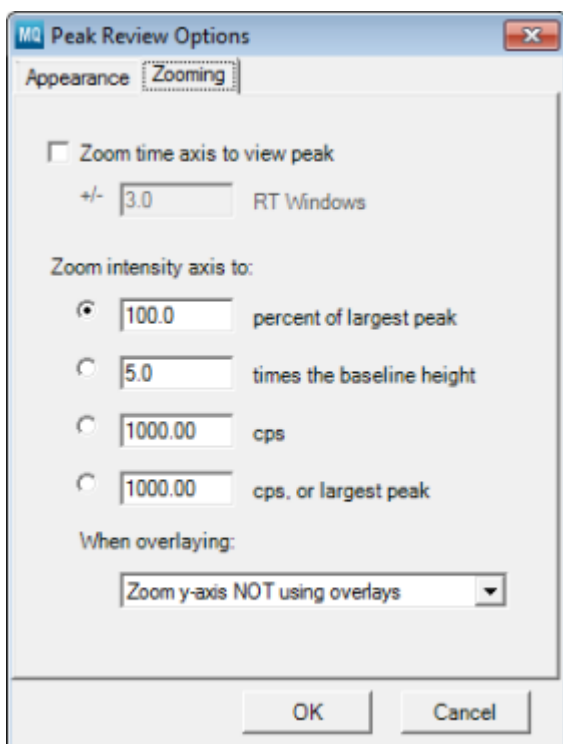 MQ Peak Review Options
Appearance Zooming
Zoom time axis to view peak
+/- 3.0 RT Windows
Zoom intensity axis to:
100.0 percent of largest peak
5.0 times the baseline height
1000.00 cps
1000.00 cps, or largest peak
When overlaying:
Zoom y-axis NOT using overlays
OK Cancel